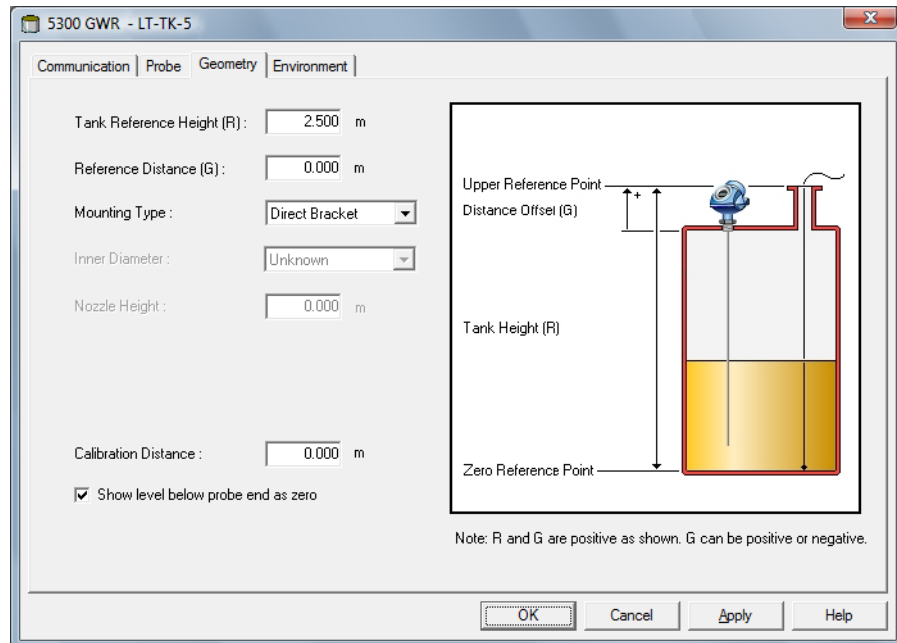 5300 GWR - LT-TK-5
Communication Probe Geometry Environment
Tank Reference Height (R) : 2.500 m
Reference Distance (G) : 0.000 m
Mounting Type : Direct Bracket
Inner Diameter : Unknown
Nozzle Height : 0.000 m
Calibration Distance : 0.000 m
Show level below probe end as zero
Upper Reference Point
+
Distance Offsel (G)
Tank Height (R)
Zero Reference Point
Note: R and G are positive as shown. G can be positive or negative.
OK Cancel Apply Help